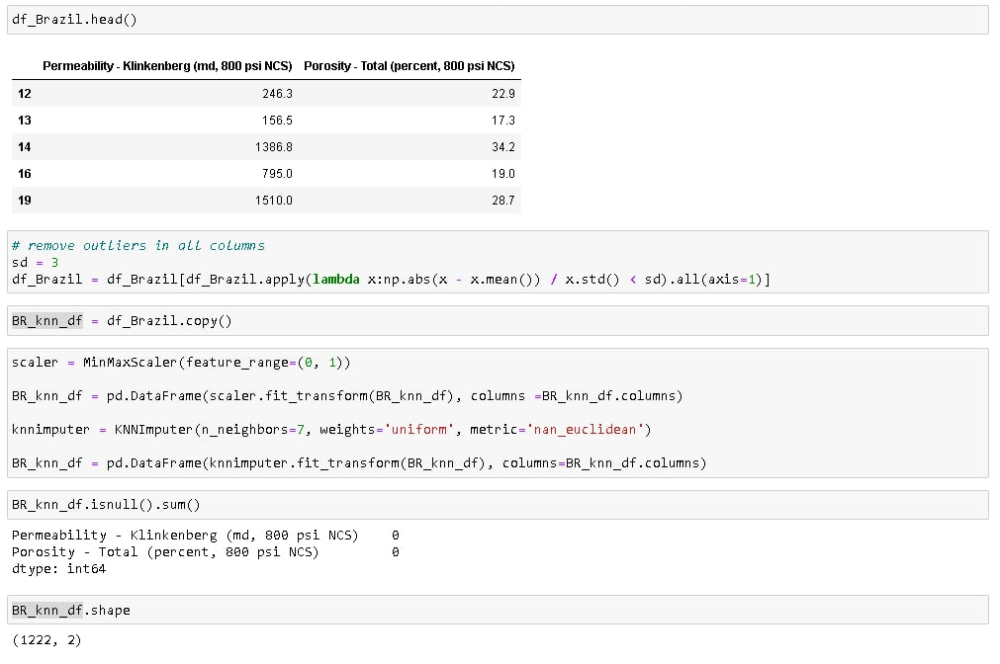 df_Brazil.head()
Permeability - Klinkenberg (md, 800 psi NCS) Porosity - Total (percent, 800 psi NCS)
12 246.3 22.9
13 156.5 17.3
14 1386.8 34.2
16 795.0 19.0
19 1510.0 28.7
# remove outliers in all columns
sd = 3
df_Brazil = df_Brazil[df_Brazil.apply(lambda x:np.abs(x - x.mean()) / x.std() < sd).all(axis=1)]
BR_knn_df = df_Brazil.copy()
scaler = MinMaxScaler(feature_range=(0, 1))
BR_knn_df = pd.DataFrame(scaler.fit_transform(BR_knn_df), columns =BR_knn_df.columns)
knnimputer = KNNImputer(n_neighbors=7, weights='uniform', metric='nan_euclidean')
BR_knn_df = pd.DataFrame(knnimputer.fit_transform(BR_knn_df), columns=BR_knn_df.columns)
BR_knn_df.isnull().sum()
Permeability - Klinkenberg (md, 800 psi NCS) 0
Porosity - Total (percent, 800 psi NCS) 0
dtype: int64
BR_knn_df.shape
(1222, 2)